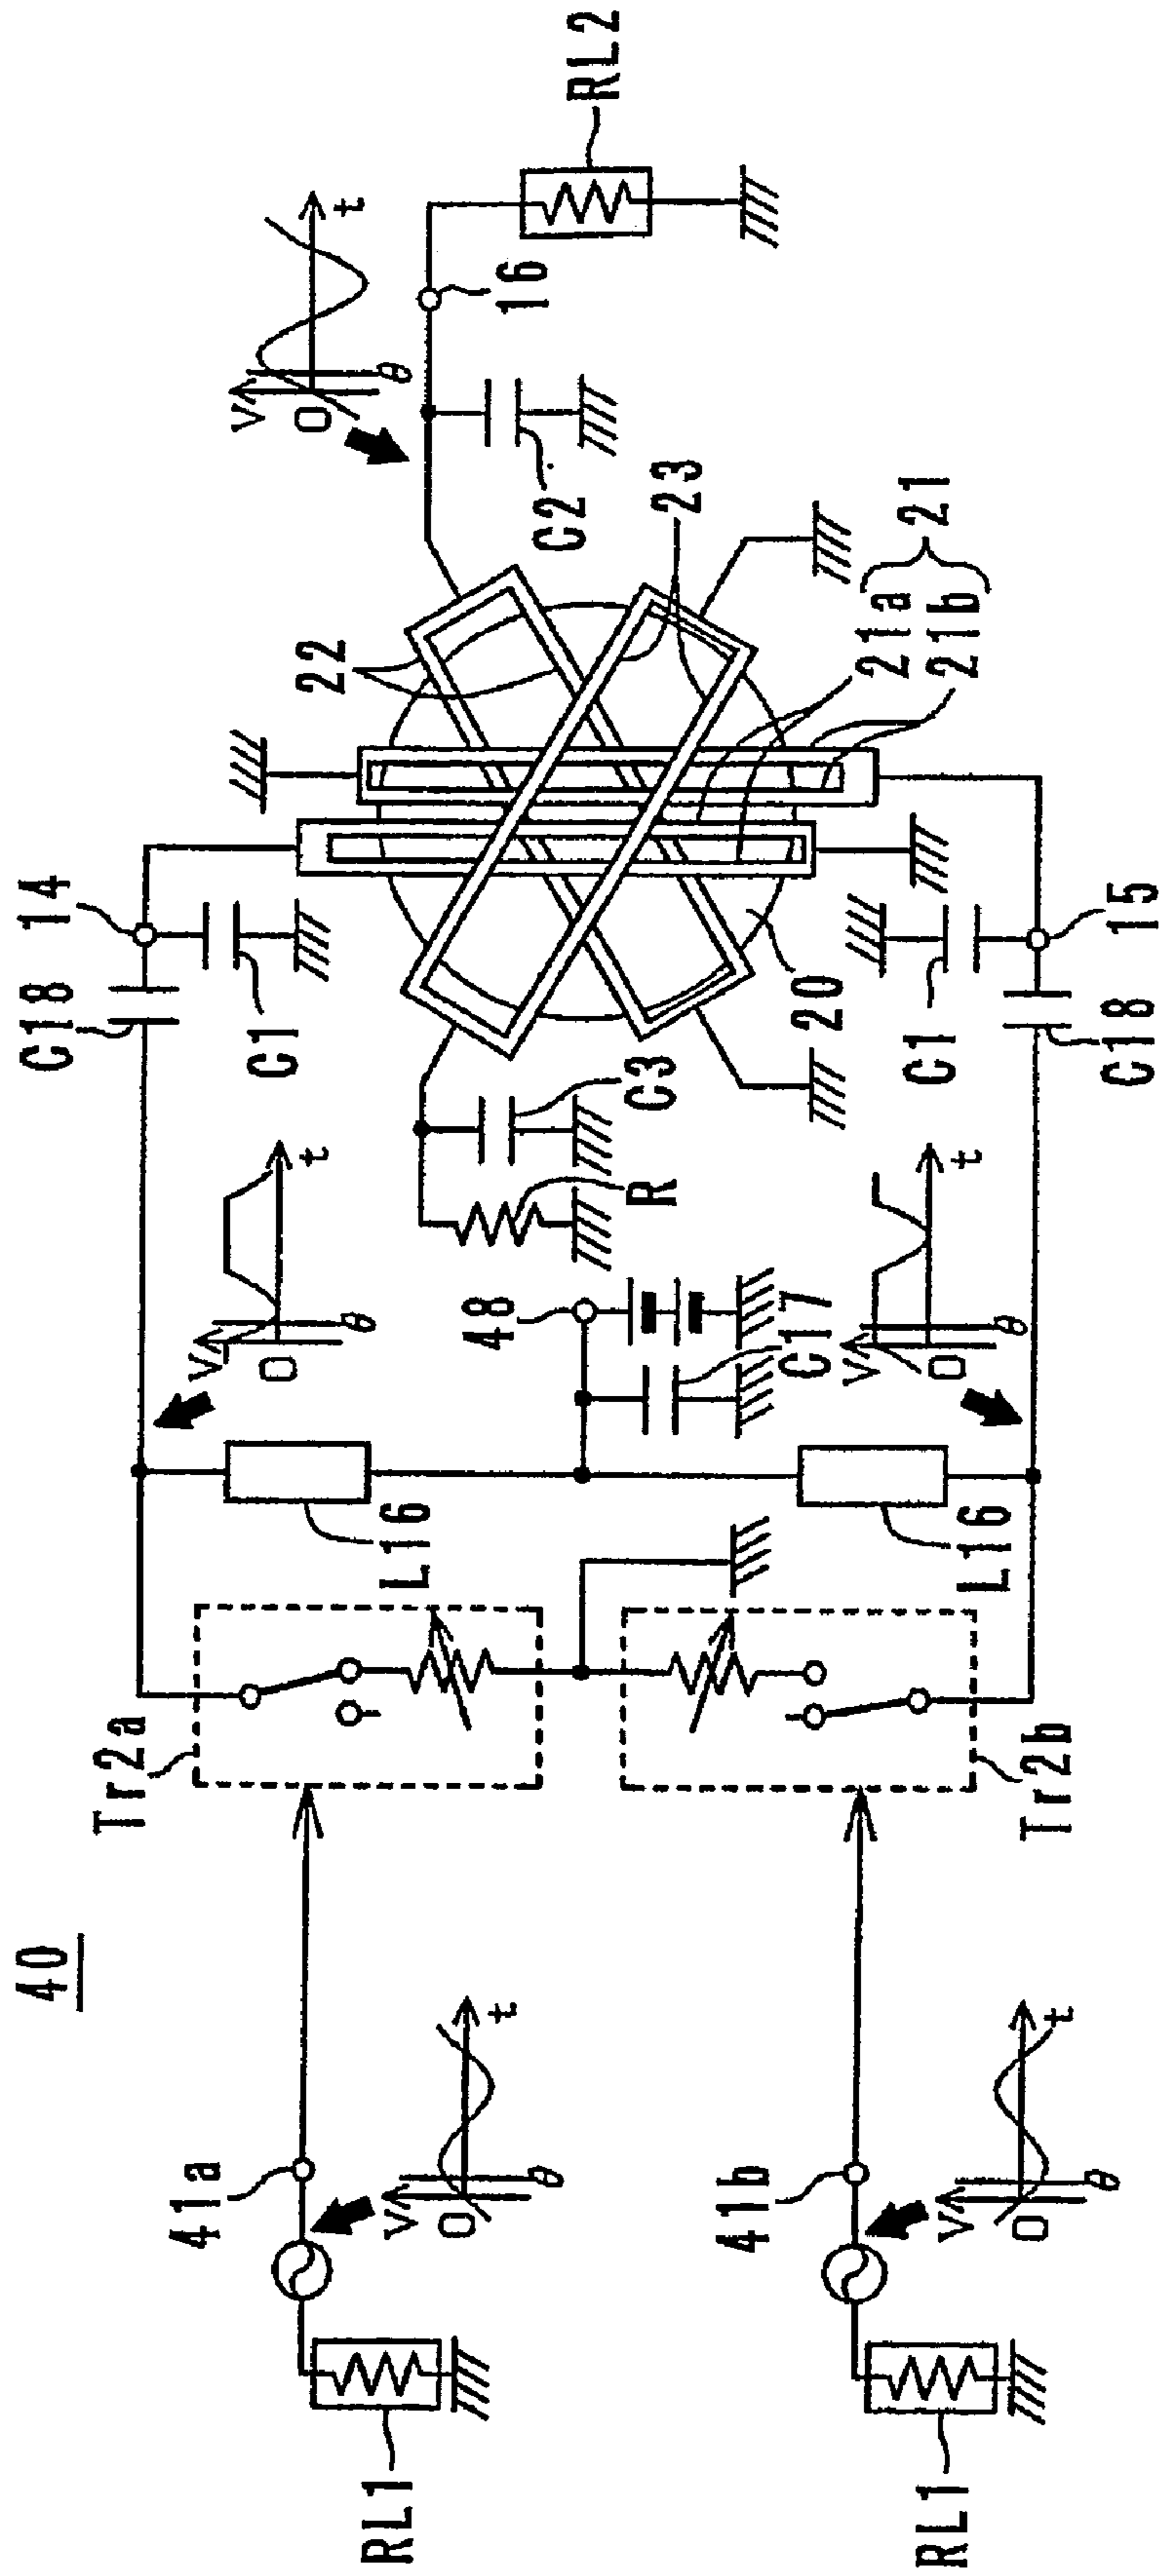 40
41a
V
O
θ
t
RL1
41b
V
O
θ
t
RL1
Tr2a
Tr2b
L16
L16
V
O
θ
t
48
C17
V
O
θ
t
R
C3
C18
14
C1
C1
C18
15
20
22
23
21a
21b
21
V
O
θ
t
C2
16
RL2